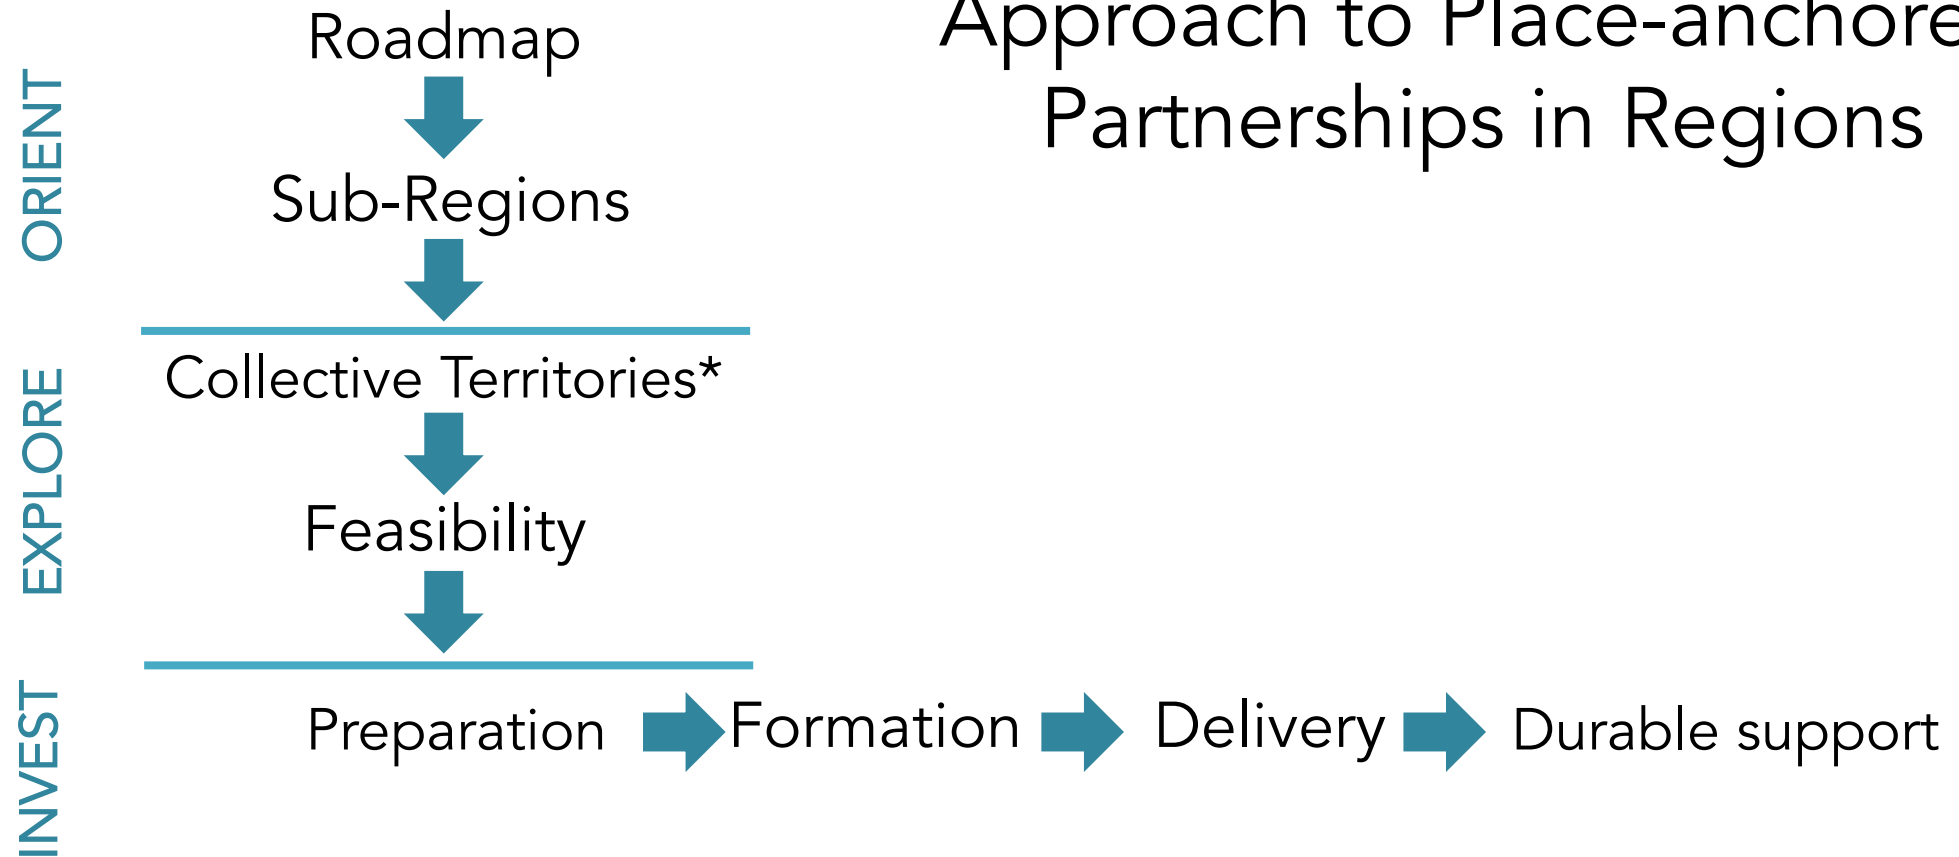 Approach to Place-anchore
Partnerships in Regions
ORIENT
Roadmap
Sub-Regions
EXPLORE
Collective Territories*
Feasibility
INVEST
Preparation
Formation
Delivery
Durable support